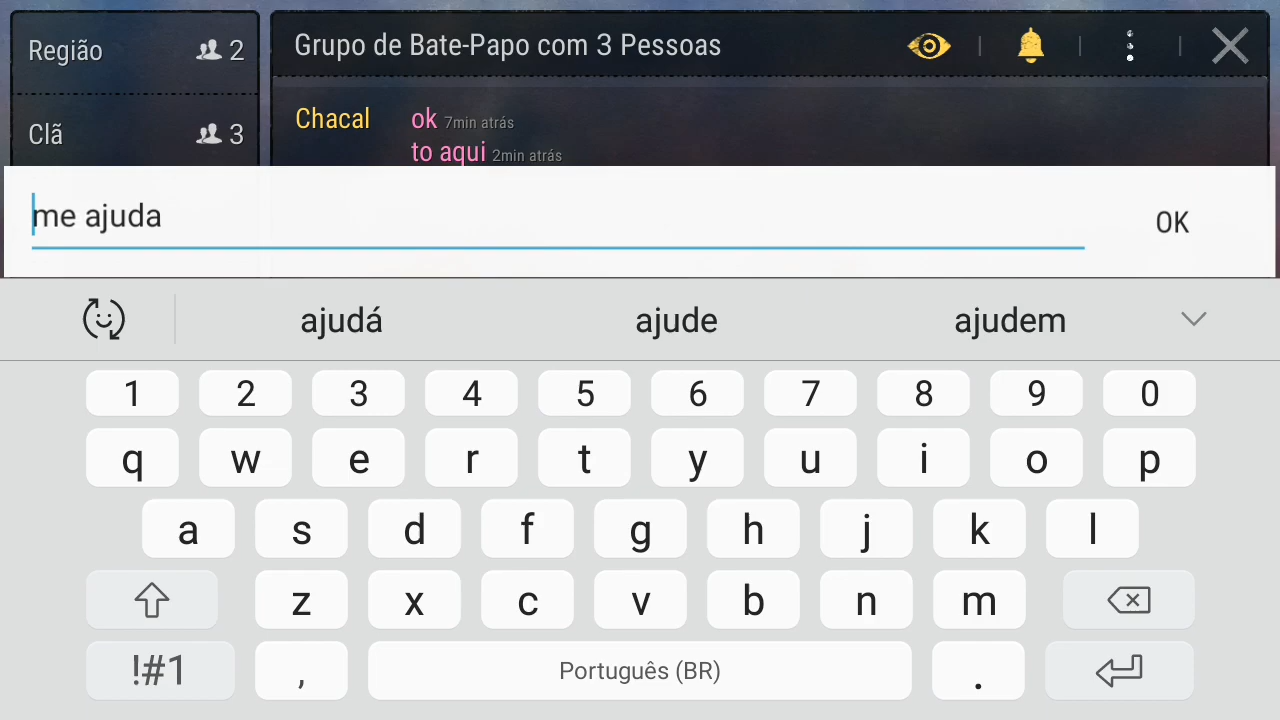 Região 2
Grupo de Bate-Papo com 3 Pessoas
Clã 3
Chacal ok 7min atrás
to aqui 2min atrás
me ajuda OK
ajudá ajude ajudem
1 2 3 4 5 6 7 8 9 0
q w e r t y u i o p
a s d f g h j k l
z x c v b n m
!#1 , Português (BR) .